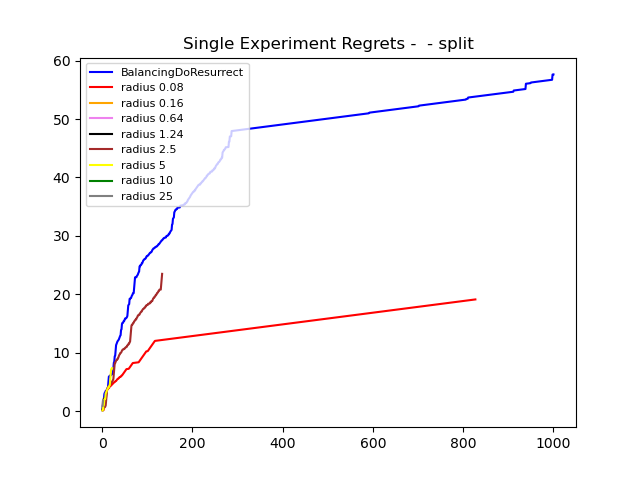 Single Experiment Regrets -  - split
60
50
40
30
20
10
0
BalancingDoResurrect
radius 0.08
radius 0.16
radius 0.64
radius 1.24
radius 2.5
radius 5
radius 10
radius 25
0 200 400 600 800 1000